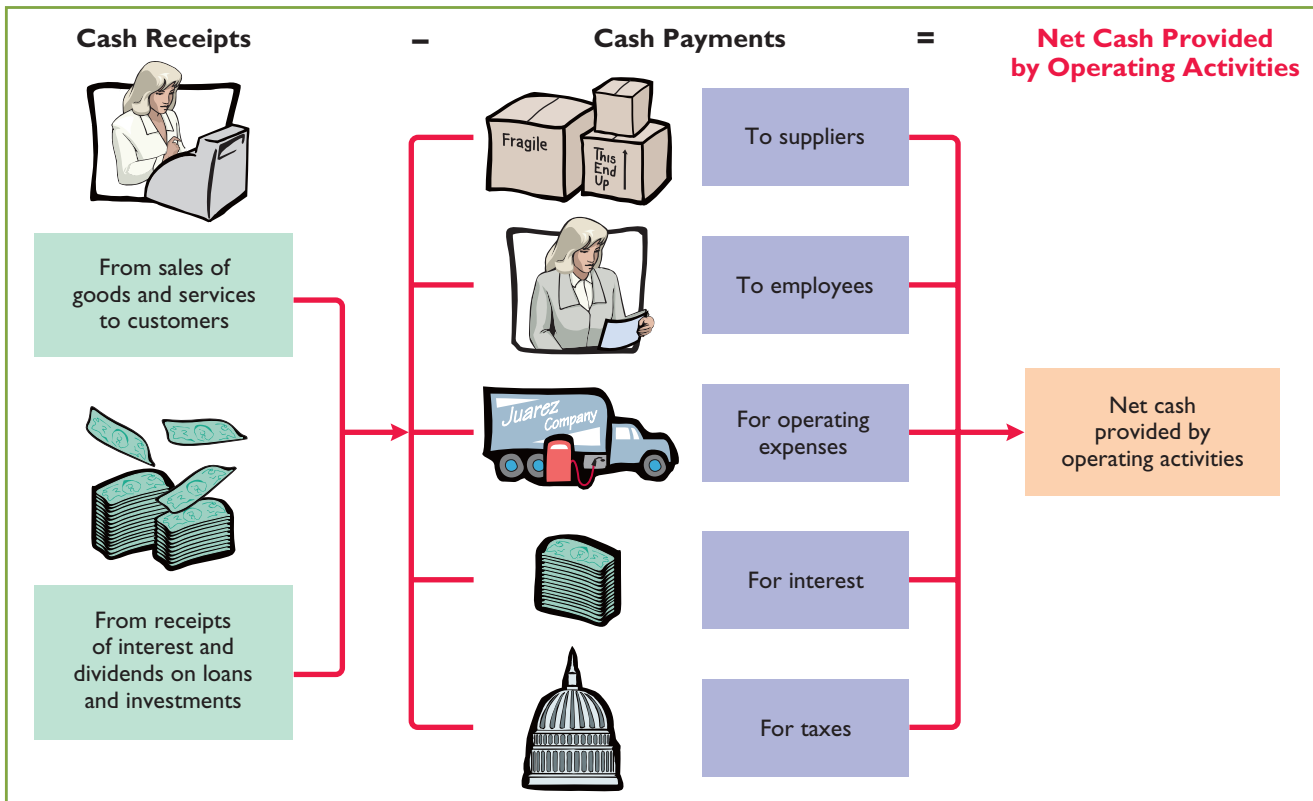 Cash Receipts – Cash Payments = Net Cash Provided
by Operating Activities
Fragile
This
End
Up
To suppliers
From sales of
goods and services
to customers
To employees
Juarez
Company
For operating
expenses
Net cash
provided by
operating activities
For interest
From receipts
of interest and
dividends on loans
and investments
For taxes